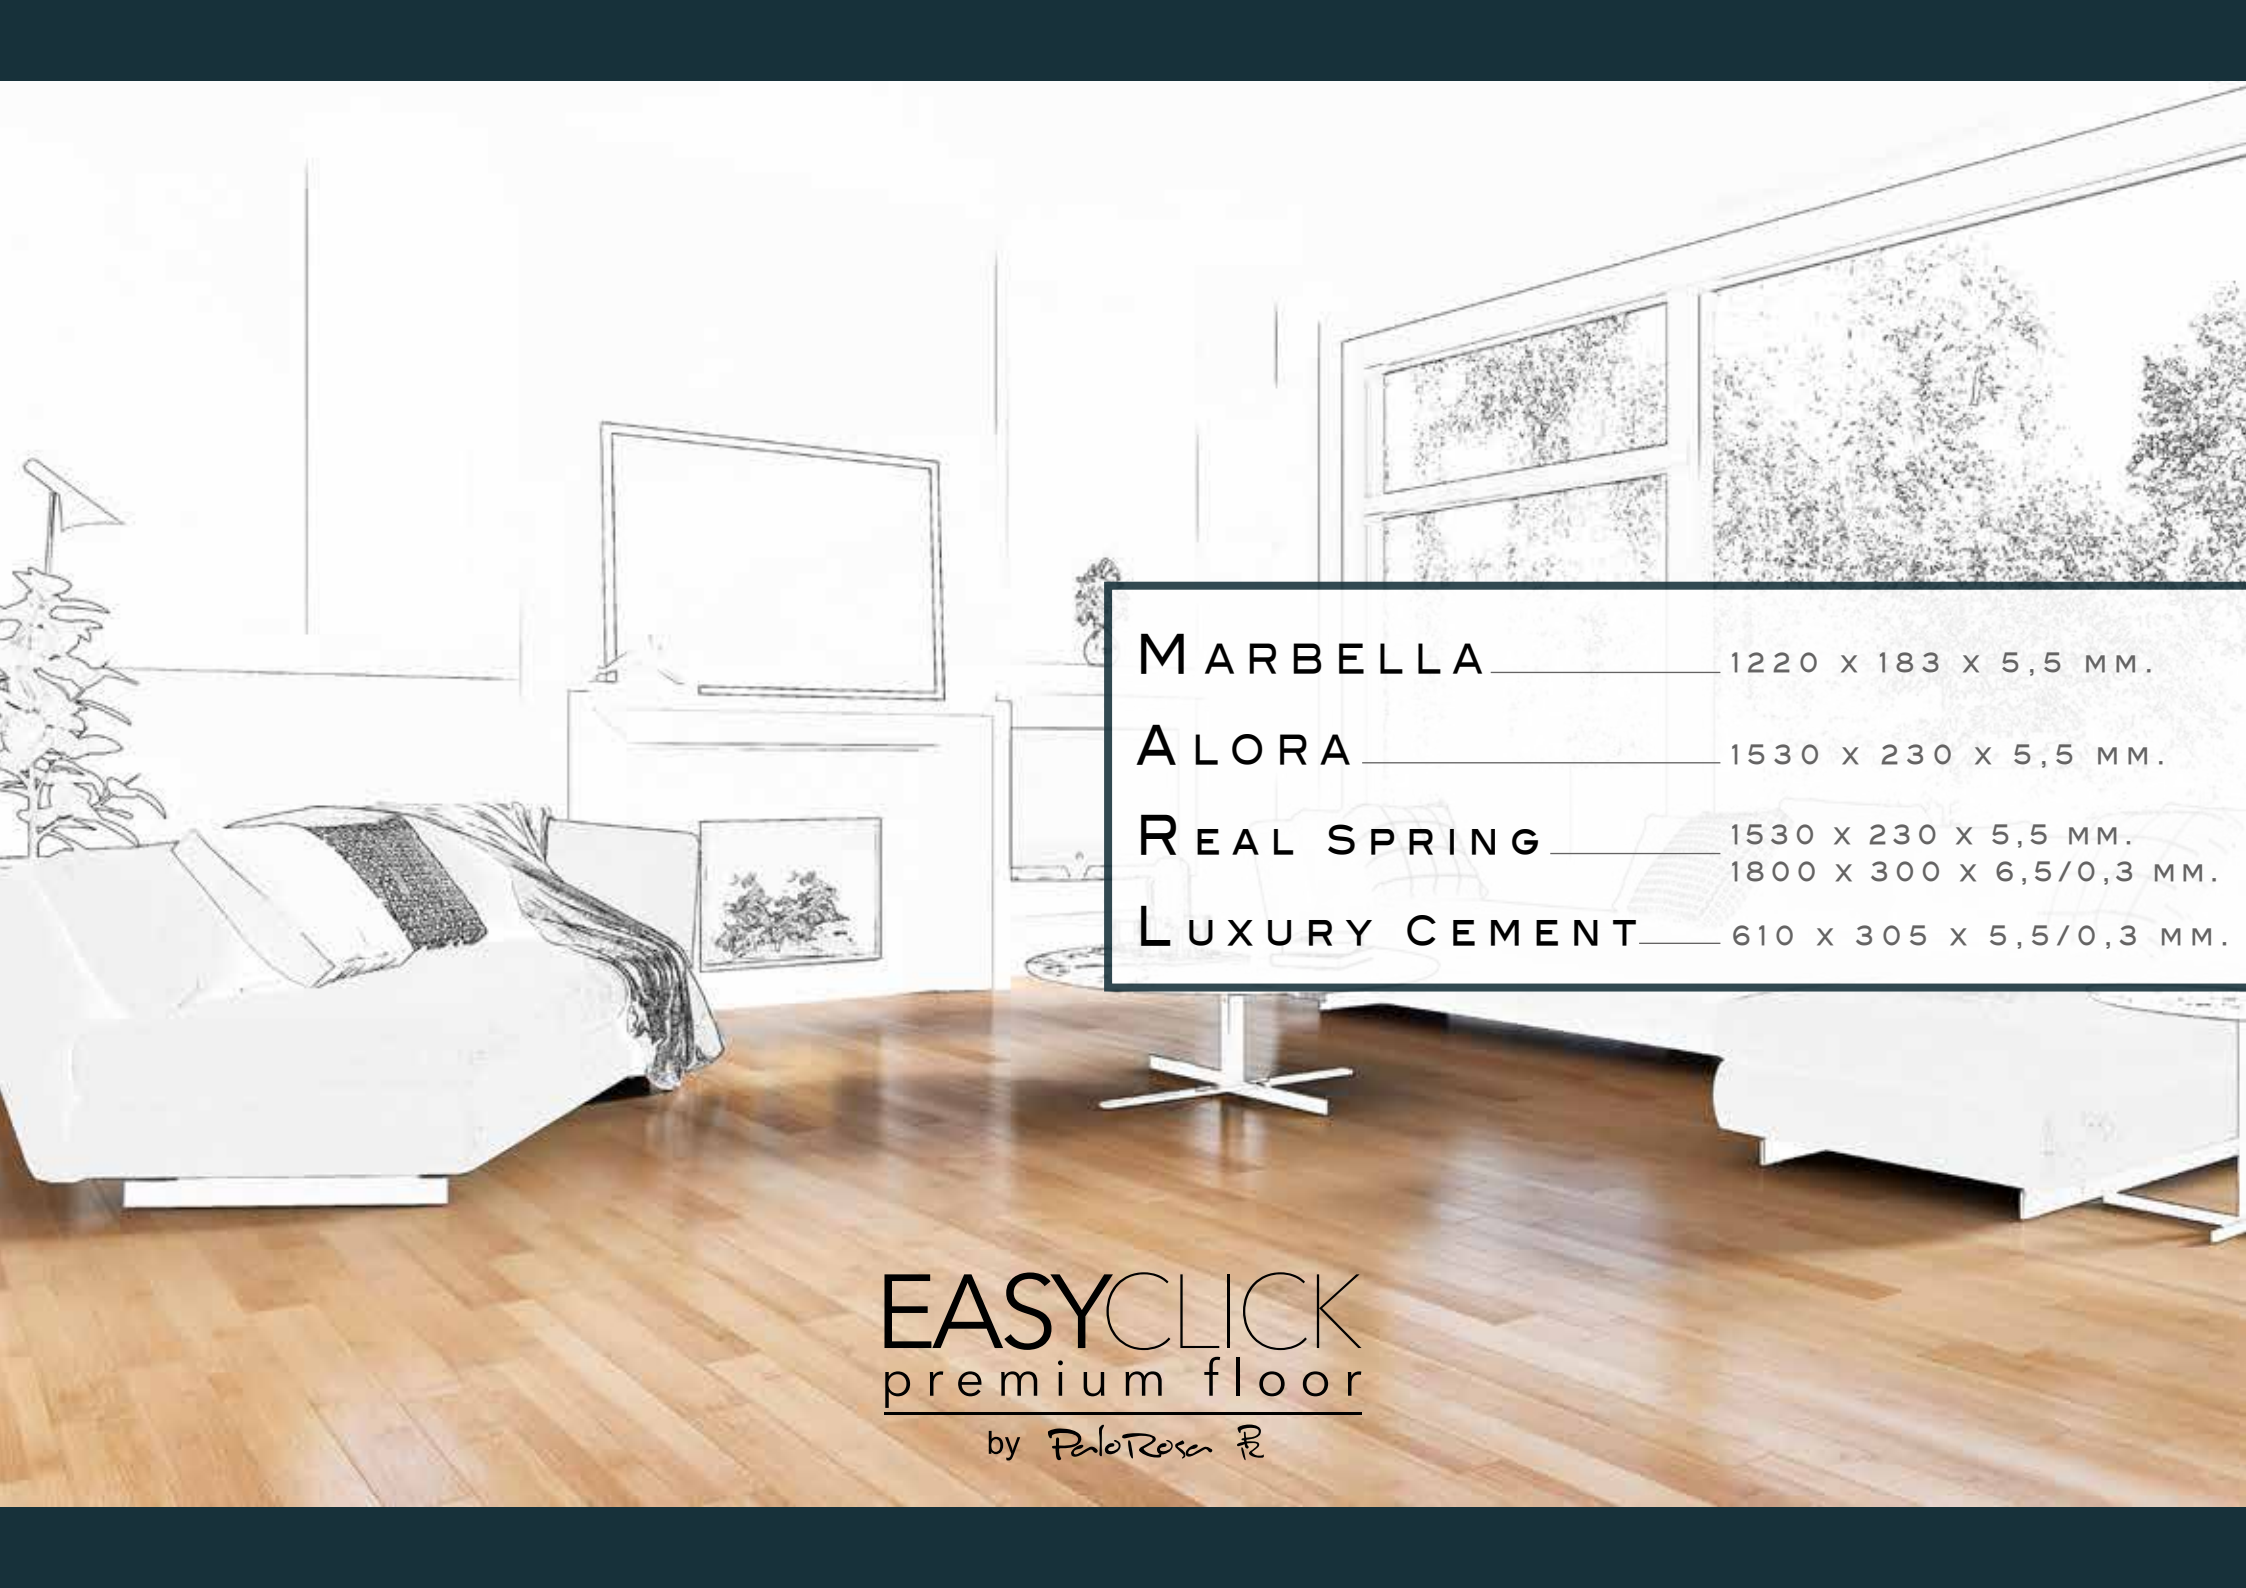 MARBELLA 1220 x 183 x 5,5 MM.
ALORA 1530 x 230 x 5,5 MM.
REAL SPRING 1530 x 230 x 5,5 MM.
1800 x 300 x 6,5/0,3 MM.
LUXURY CEMENT 610 x 305 x 5,5/0,3 MM.
EASYCLICK
premium floor
by PaloRosa PR